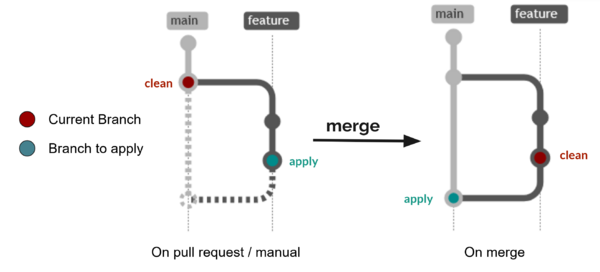 main feature
clean
Current Branch
Branch to apply
apply
On pull request / manual
merge
main feature
clean
apply
On merge